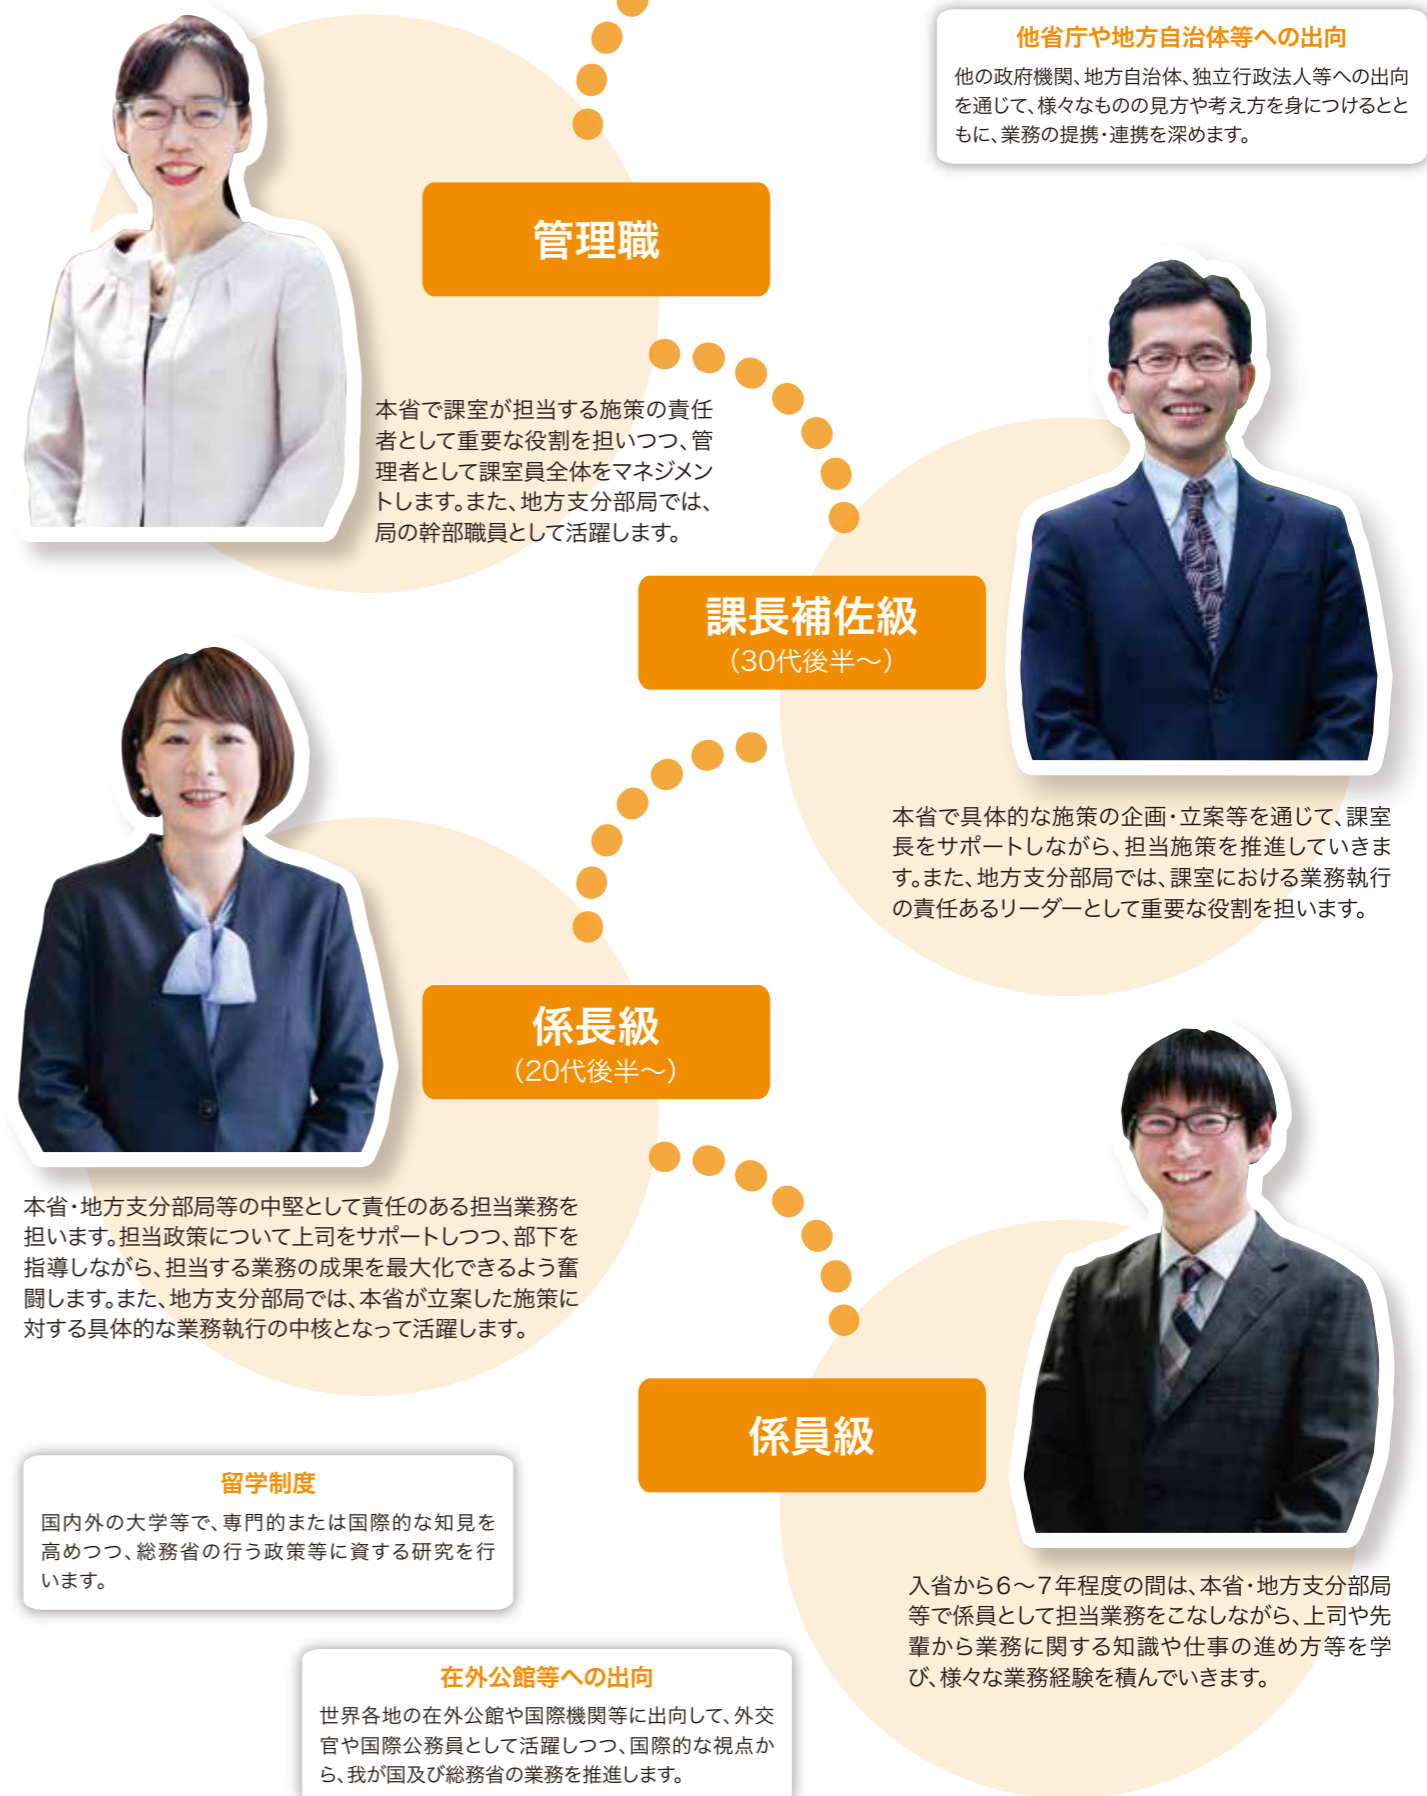 他省庁や地方自治体等への出向
他の政府機関、地方自治体、独立行政法人等への出向
を通じて、様々なものの見方や考え方を身につけるとと
もに、業務の提携・連携を深めます。
管理職
本省で課室が担当する施策の責任
者として重要な役割を担いつつ、管
理者として課室員全体をマネジメン
トします。また、地方支分部局では、
局の幹部職員として活躍します。
課長補佐級
（30代後半～）
本省で具体的な施策の企画・立案等を通じて、課室
長をサポートしながら、担当施策を推進していきま
す。また、地方支分部局では、課室における業務執行
の責任あるリーダーとして重要な役割を担います。
係長級
（20代後半～）
本省・地方支分部局等の中堅として責任のある担当業務を
担います。担当政策について上司をサポートしつつ、部下を
指導しながら、担当する業務の成果を最大化できるよう奮
闘します。また、地方支分部局では、本省が立案した施策に
対する具体的な業務執行の中核となって活躍します。
係員級
入省から6～7年程度の間は、本省・地方支分部局
等で係員として担当業務をこなしながら、上司や先
輩から業務に関する知識や仕事の進め方等を学
び、様々な業務経験を積んでいきます。
留学制度
国内外の大学等で、専門的または国際的な知見を
高めつつ、総務省の行う政策等に資する研究を行
います。
在外公館等への出向
世界各地の在外公館や国際機関等に出向して、外交
官や国際公務員として活躍しつつ、国際的な視点か
ら、我が国及び総務省の業務を推進します。